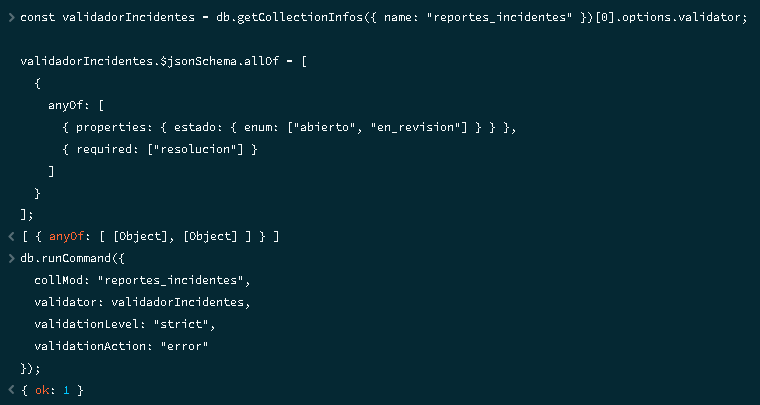 > const validadorIncidentes = db.getCollectionInfos({ name: "reportes_incidentes" })[0].options.validator;
validadorIncidentes.$jsonSchema.allOf = [
  {
    anyOf: [
      { properties: { estado: { enum: ["abierto", "en_revision"] } } },
      { required: ["resolucion"] }
    ]
  }
];
< [ { anyOf: [ [Object], [Object] ] } ]
> db.runCommand({
  collMod: "reportes_incidentes",
  validator: validadorIncidentes,
  validationLevel: "strict",
  validationAction: "error"
});
< { ok: 1 }